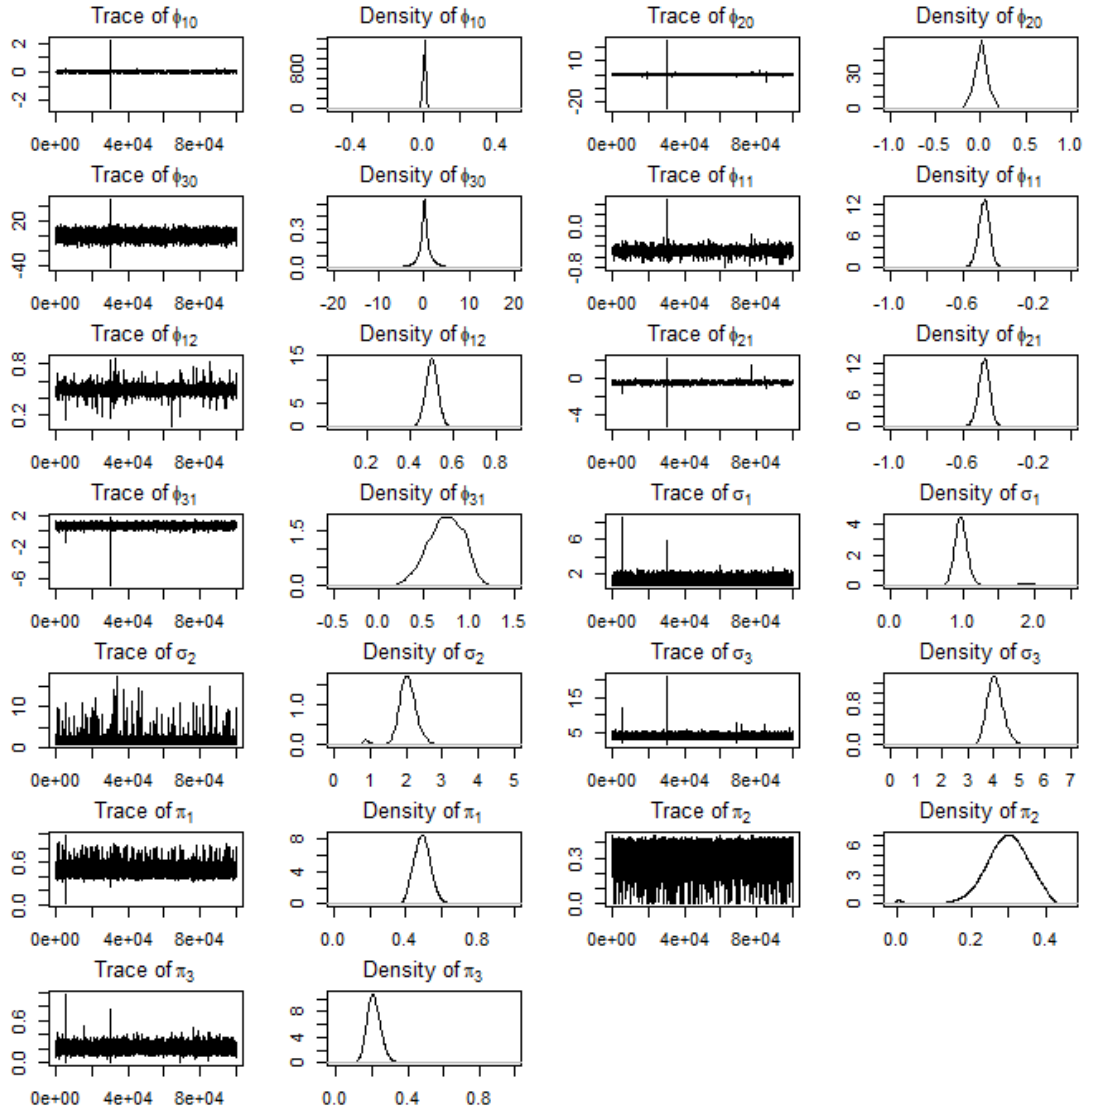 Trace of ϕ10 Density of ϕ10 Trace of ϕ20 Density of ϕ20
2 0 -2 800 0 10 -20 30 0
0e+00 4e+04 8e+04 -0.4 0.0 0.4 0e+00 4e+04 8e+04 -1.0 -0.5 0.0 0.5 1.0
Trace of ϕ30 Density of ϕ30 Trace of ϕ11 Density of ϕ11
20 -40 0.3 0.0 0.0 -0.8 12 6 0
0e+00 4e+04 8e+04 -20 -10 0 10 20 0e+00 4e+04 8e+04 -1.0 -0.6 -0.2
Trace of ϕ12 Density of ϕ12 Trace of ϕ21 Density of ϕ21
0.8 0.2 15 5 0 0 -4 12 6 0
0e+00 4e+04 8e+04 0.2 0.4 0.6 0.8 0e+00 4e+04 8e+04 -1.0 -0.6 -0.2
Trace of ϕ31 Density of ϕ31 Trace of σ1 Density of σ1
2 -2 -6 1.5 0.0 6 2 4 2 0
0e+00 4e+04 8e+04 -0.5 0.0 0.5 1.0 1.5 0e+00 4e+04 8e+04 0.0 1.0 2.0
Trace of σ2 Density of σ2 Trace of σ3 Density of σ3
10 0 1.0 0.0 15 5 0.8 0.0
0e+00 4e+04 8e+04 0 1 2 3 4 5 0e+00 4e+04 8e+04 0 1 2 3 4 5 6 7
Trace of π1 Density of π1 Trace of π2 Density of π2
0.6 0.0 8 4 0 0.3 0.0 6 3 0
0e+00 4e+04 8e+04 0.0 0.4 0.8 0e+00 4e+04 8e+04 0.0 0.2 0.4
Trace of π3 Density of π3
0.6 0.0 8 4 0
0e+00 4e+04 8e+04 0.0 0.4 0.8